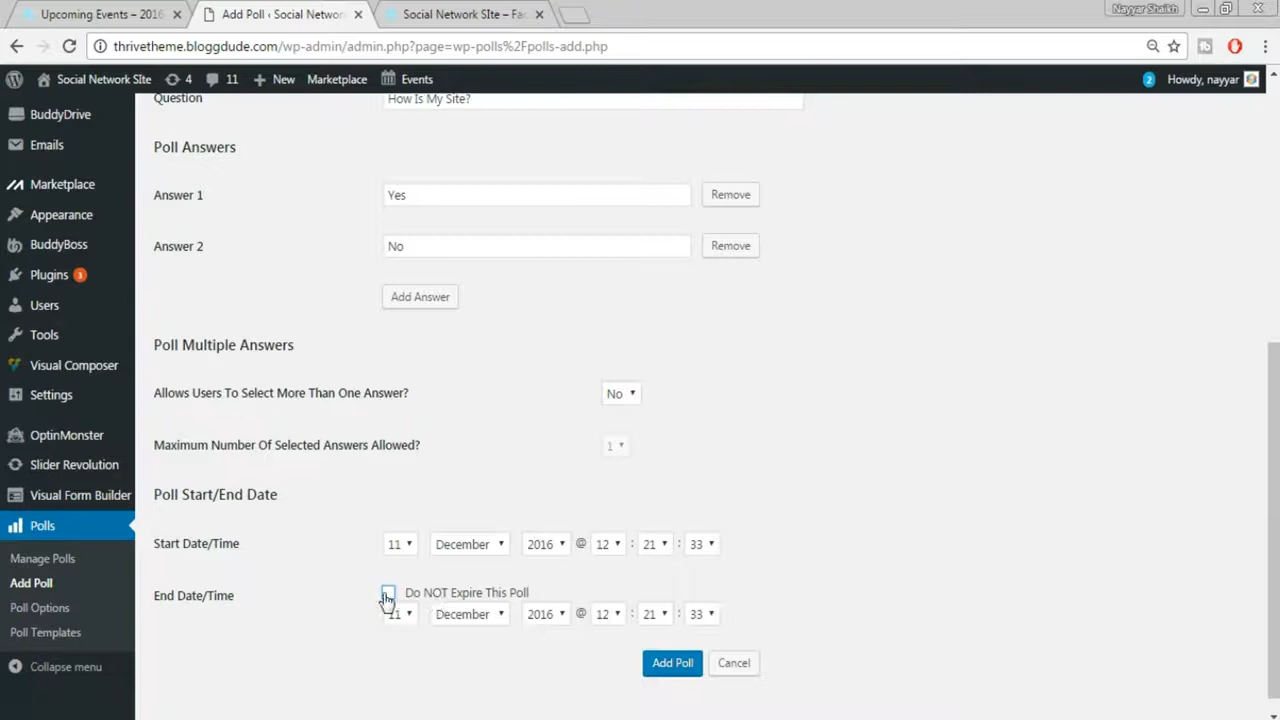 Upcoming Events – 2016
Add Poll ‹ Social Networ
Social Network SIte – Fac
Nayyar Shaikh
thrivetheme.bloggdude.com/wp-admin/admin.php?page=wp-polls%2Fpolls-add.php
Social Network SIte 4 11 New Marketplace Events 2 Howdy, nayyar
BuddyDrive
Emails
Marketplace
Appearance
BuddyBoss
Plugins 3
Users
Tools
Visual Composer
Settings
OptinMonster
Slider Revolution
Visual Form Builder
Polls
Manage Polls
Add Poll
Poll Options
Poll Templates
Collapse menu
Question How Is My Site?
Poll Answers
Answer 1 Yes Remove
Answer 2 No Remove
Add Answer
Poll Multiple Answers
Allows Users To Select More Than One Answer? No
Maximum Number Of Selected Answers Allowed? 1
Poll Start/End Date
Start Date/Time 11 December 2016 @ 12 : 21 : 33
End Date/Time Do NOT Expire This Poll
11 December 2016 @ 12 : 21 : 33
Add Poll Cancel